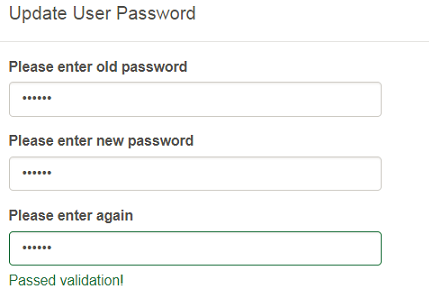 Update User Password
Please enter old password
••••••
Please enter new password
••••••
Please enter again
••••••
Passed validation!